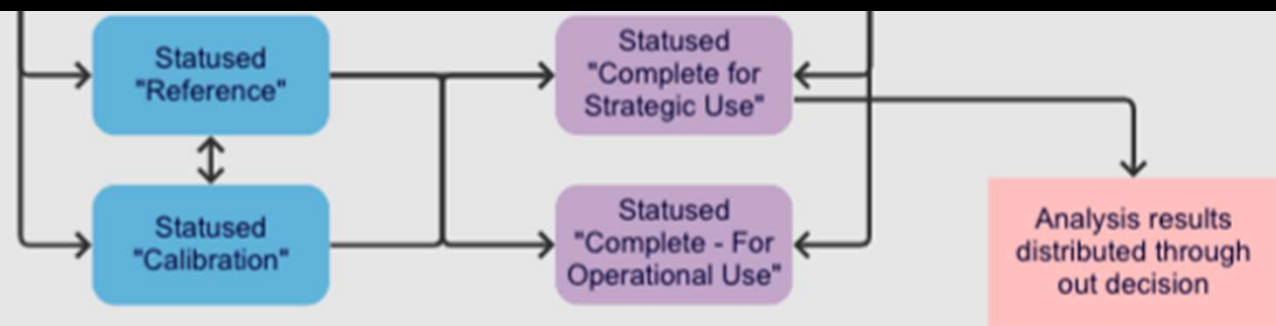 Statused
"Reference"
Statused
"Complete for
Strategic Use"
Statused
"Calibration"
Statused
"Complete - For
Operational Use"
Analysis results
distributed through
out decision